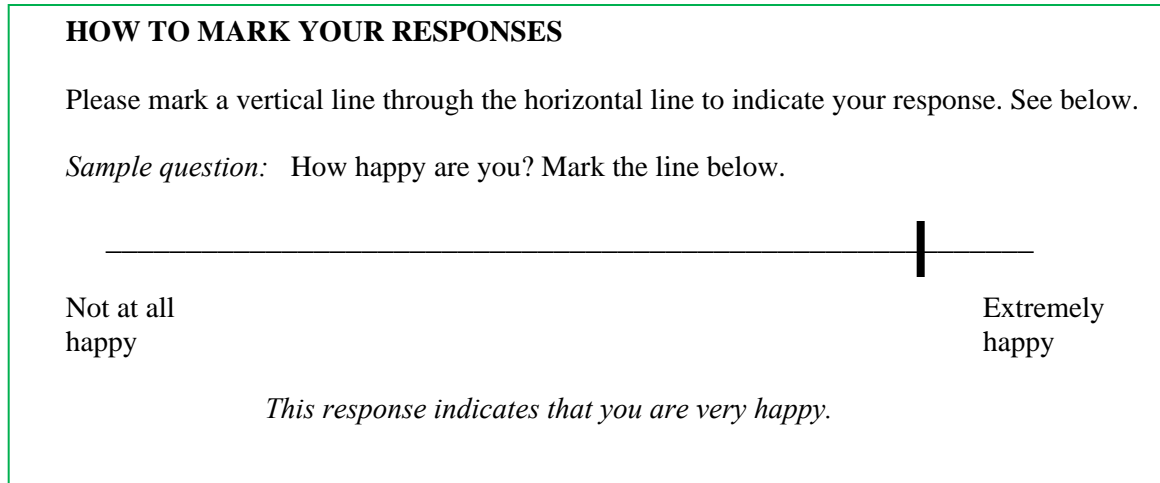 HOW TO MARK YOUR RESPONSES
Please mark a vertical line through the horizontal line to indicate your response. See below.
Sample question: How happy are you? Mark the line below.
Not at all happy
Extremely happy
This response indicates that you are very happy.